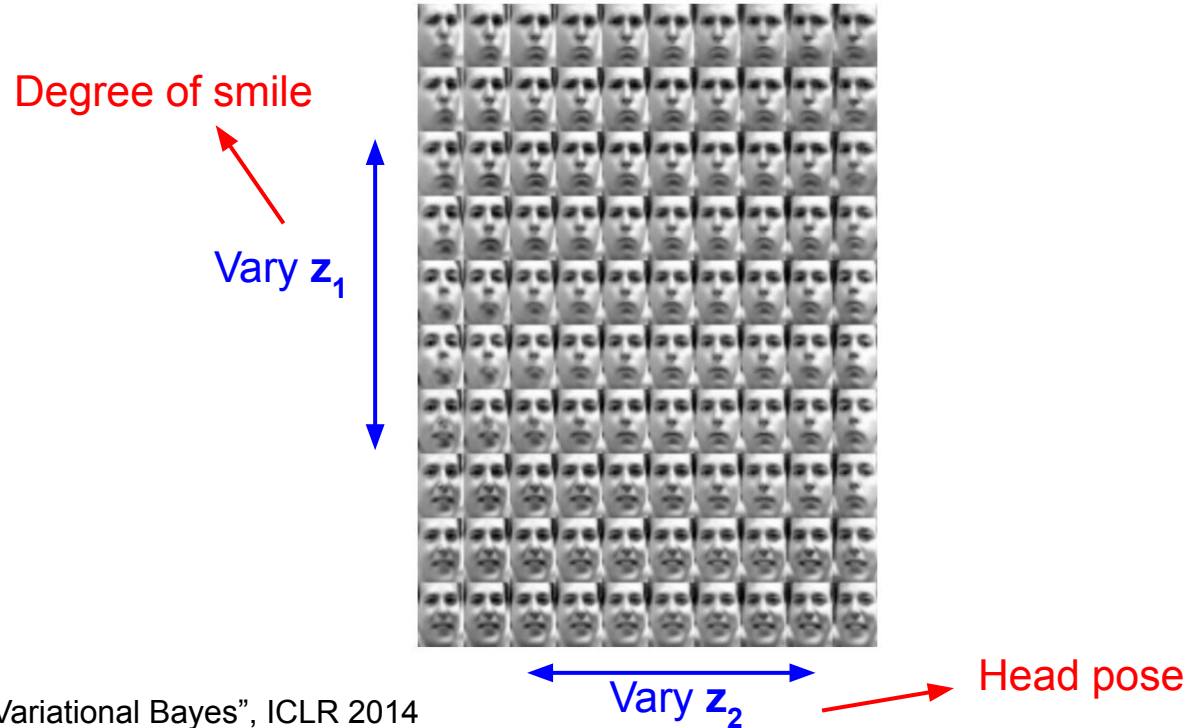 Degree of smile
Vary z₁
Head pose
Vary z₂
Variational Bayes”, ICLR 2014